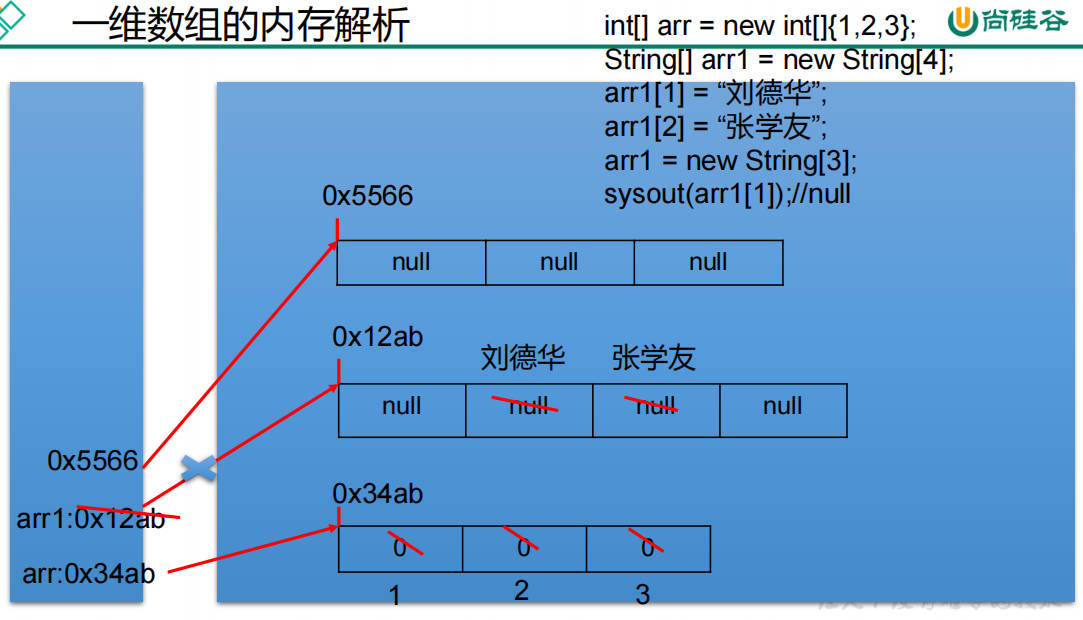 一维数组的内存解析
尚硅谷
int[] arr = new int[]{1,2,3};
String[] arr1 = new String[4];
arr1[1] = “刘德华”;
arr1[2] = “张学友”;
arr1 = new String[3];
sysout(arr1[1]);//null
0x5566
null null null
0x12ab
刘德华 张学友
null null null null
0x5566
0x34ab
arr1:0x12ab
0 0 0
arr:0x34ab
1 2 3